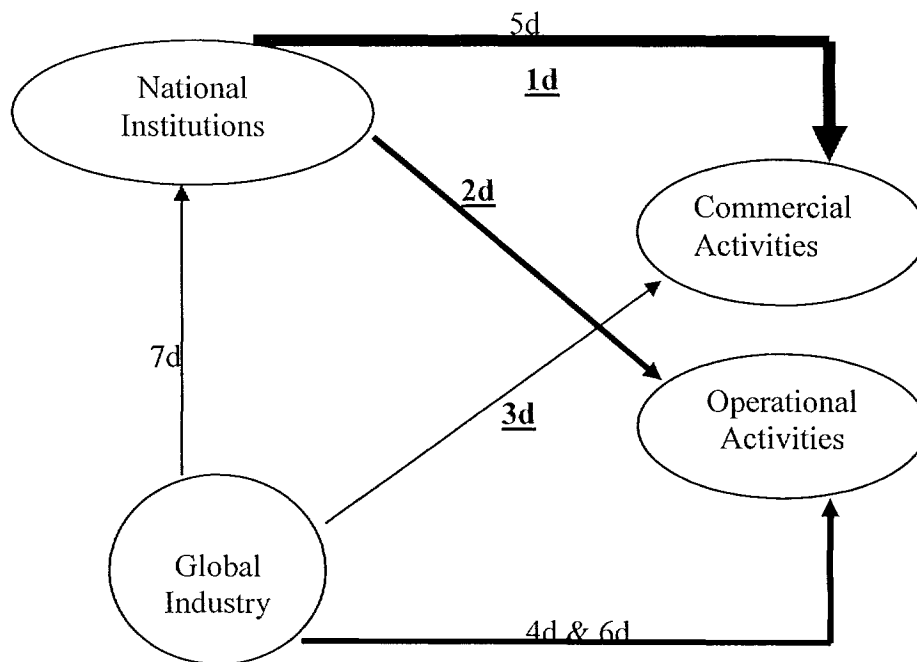 5d
1d
National
Institutions
2d
Commercial
Activities
7d
3d
Operational
Activities
Global
Industry
4d & 6d